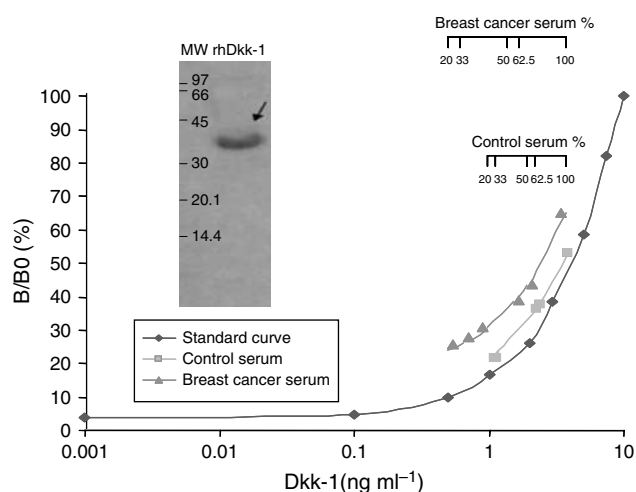 Breast cancer serum %
20 33 50 62.5 100
MW rhDkk-1
97
66
45
30
20.1
14.4
Control serum %
20 33 50 62.5 100
100
90
80
70
60
50
40
30
20
10
0
B/B0 (%)
Standard curve
Control serum
Breast cancer serum
0.001 0.01 0.1 1 10
Dkk-1(ng ml⁻¹)